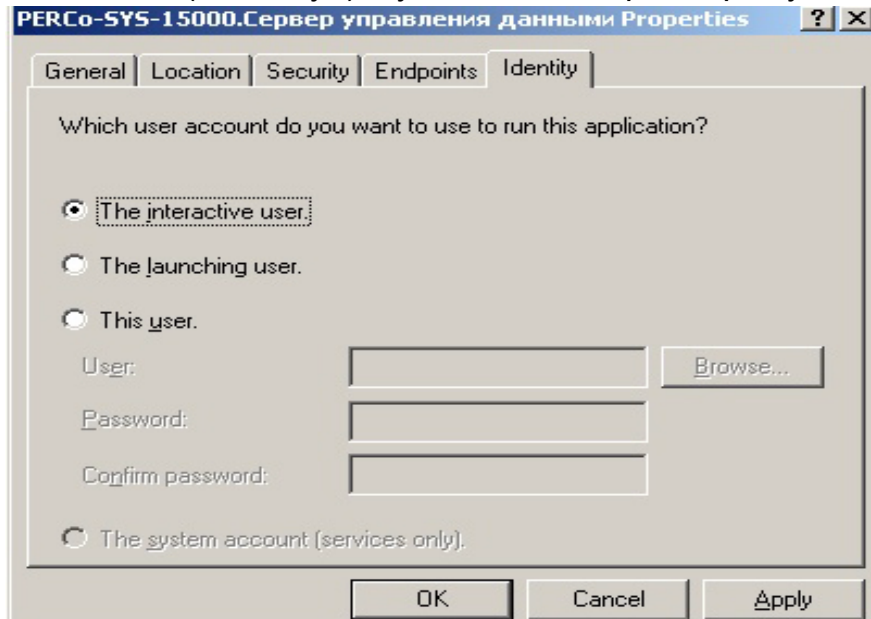 PERCo-SYS-15000.Сервер управления данными Properties
General Location Security Endpoints Identity
Which user account do you want to use to run this application?
The interactive user.
The launching user.
This user.
User:
Browse...
Password:
Confirm password:
The system account (services only).
OK Cancel Apply